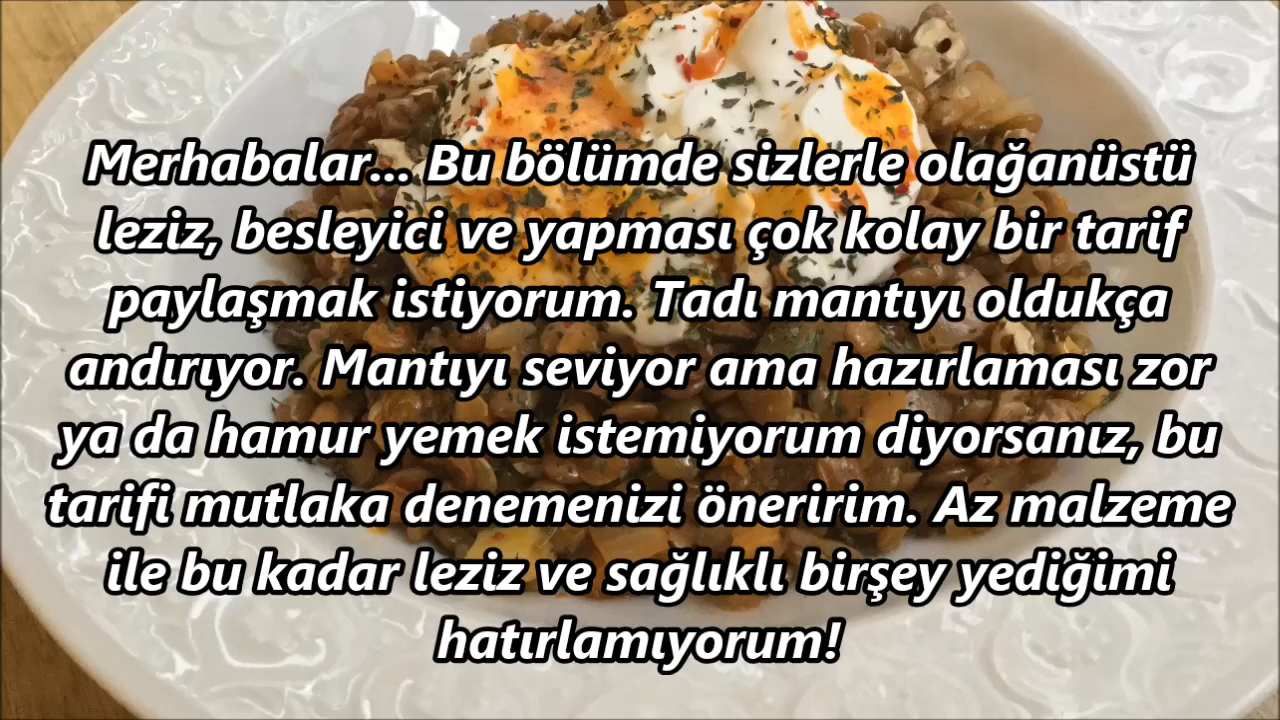 Merhabalar... Bu bölümde sizlerle olağanüstü
leziz, besleyici ve yapması çok kolay bir tarif
paylaşmak istiyorum. Tadı mantıyı oldukça
andırıyor. Mantıyı seviyor ama hazırlaması zor
ya da hamur yemek istemiyorum diyorsanız, bu
tarifi mutlaka denemenizi öneririm. Az malzeme
ile bu kadar leziz ve sağlıklı birşey yediğimi
hatırlamıyorum!